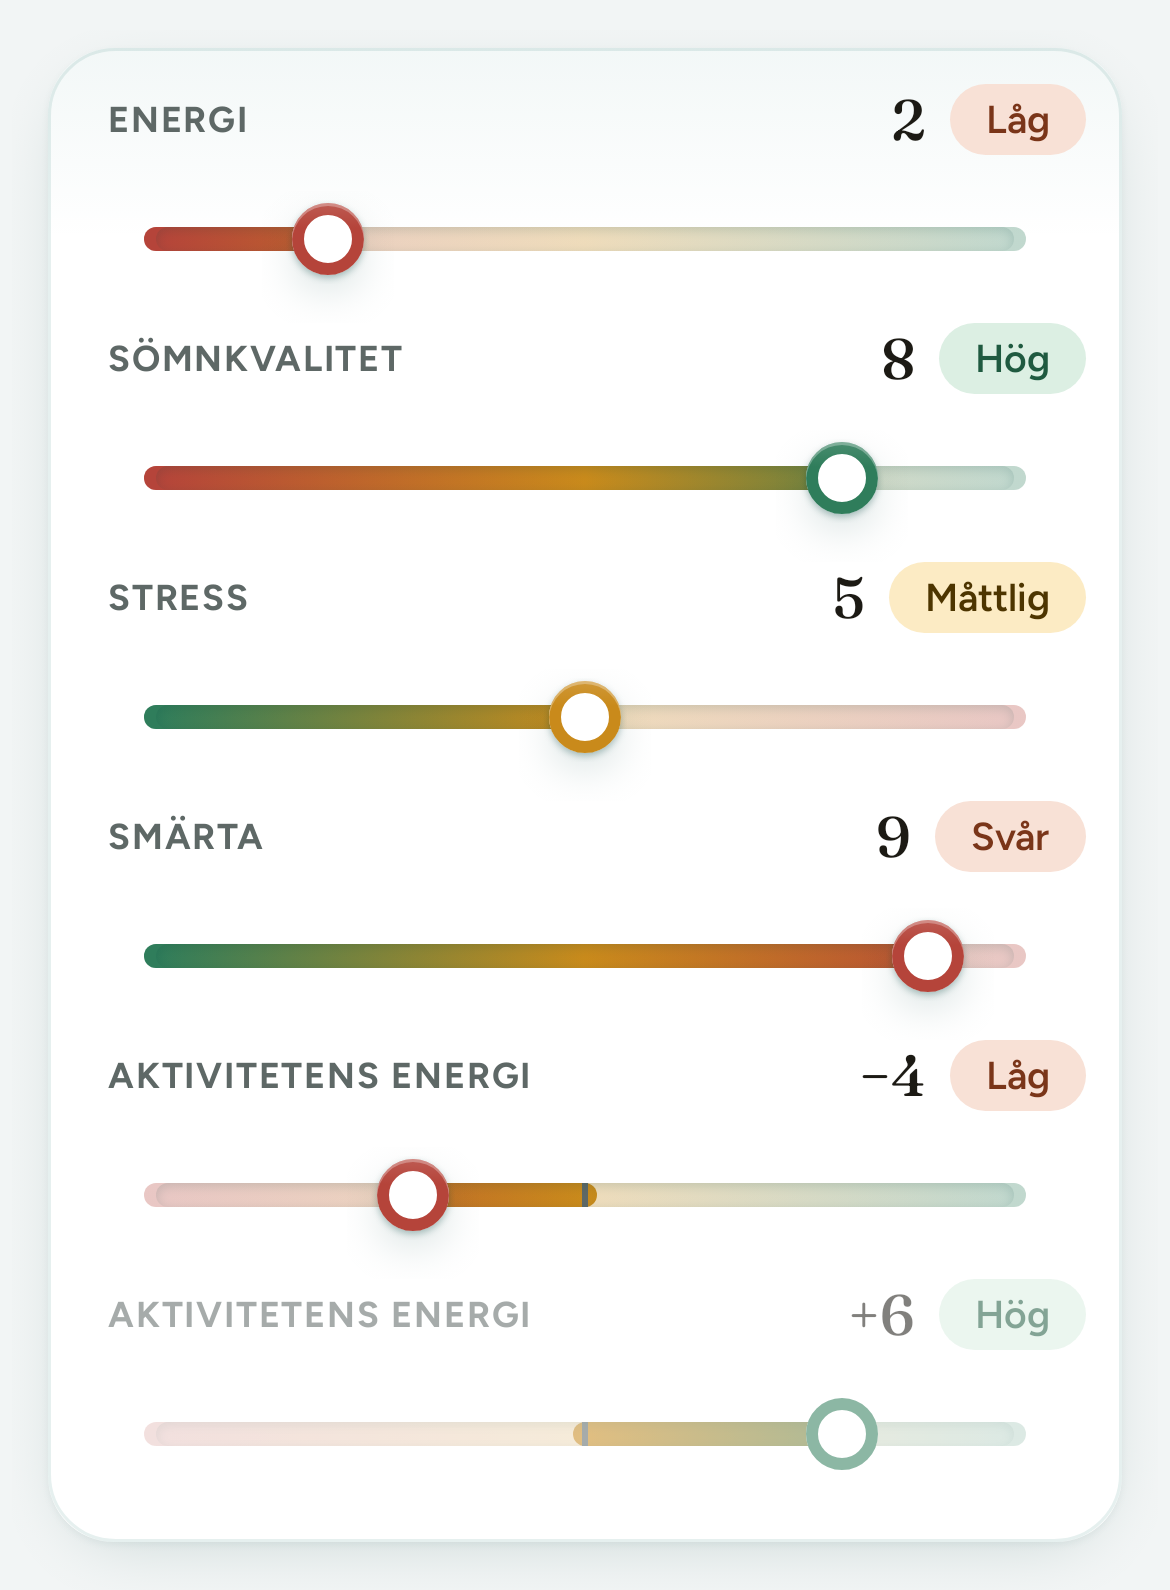 ENERGI 2 Låg
SÖMNKVALITET 8 Hög
STRESS 5 Måttlig
SMÄRTA 9 Svår
AKTIVITETENS ENERGI −4 Låg
AKTIVITETENS ENERGI +6 Hög